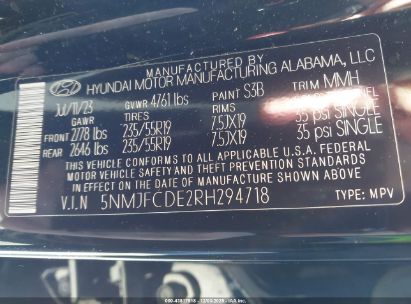 MANUFACTURED BY
HYUNDAI MOTOR MANUFACTURING ALABAMA, LLC
Jul/11/23 GVWR 4761 lbs PAINT S3B TRIM MMH
GAWR TIRES RIMS
FRONT 2778 lbs 235/55R19 7.5JX19 35 psi SINGLE
REAR 2646 lbs 235/55R19 7.5JX19 35 psi SINGLE
THIS VEHICLE CONFORMS TO ALL APPLICABLE U.S.A. FEDERAL
MOTOR VEHICLE SAFETY AND THEFT PREVENTION STANDARDS
IN EFFECT ON THE DATE OF MANUFACTURE SHOWN ABOVE.
V.I.N 5NMJFCDE2RH294718 TYPE: MPV